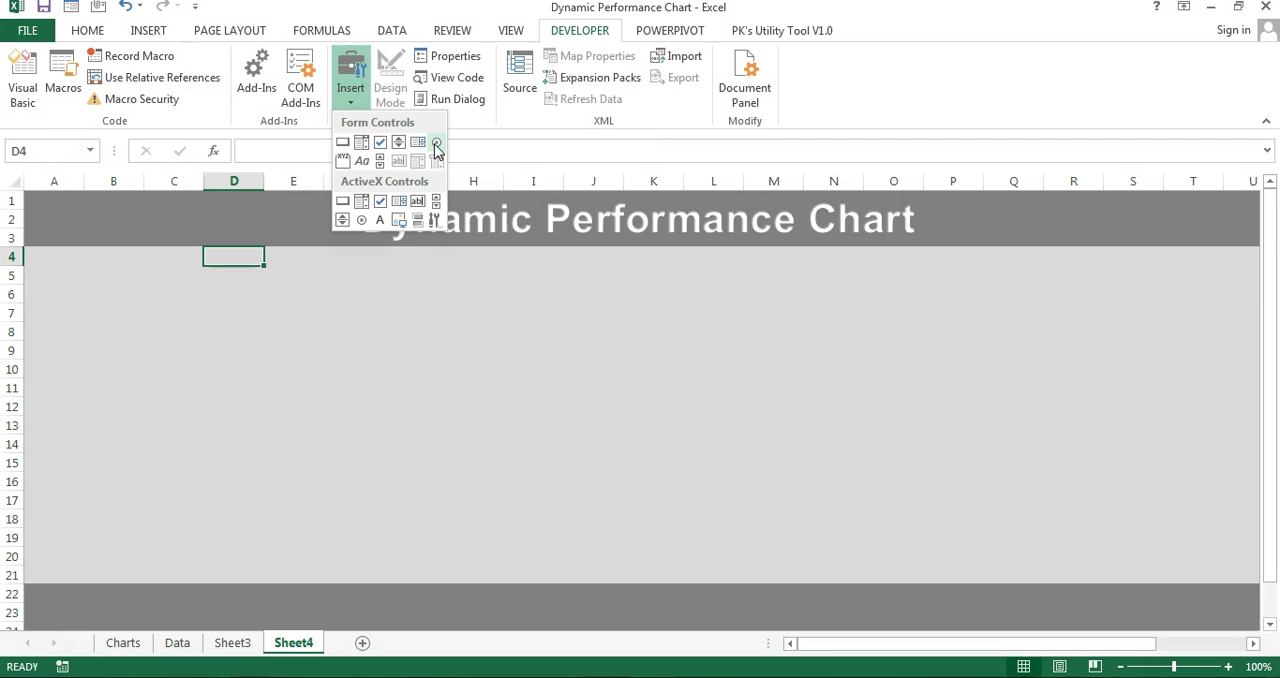 Dynamic Performance Chart - Excel
?
FILE HOME INSERT PAGE LAYOUT FORMULAS DATA REVIEW VIEW DEVELOPER POWERPIVOT PK's Utility Tool V1.0 Sign in
Visual Basic
Macros
Record Macro
Use Relative References
Macro Security
Code
Add-Ins
COM Add-Ins
Add-Ins
Insert
Design Mode
Properties
View Code
Run Dialog
Source
Map Properties
Expansion Packs
Refresh Data
Import
Export
XML
Document Panel
Modify
Form Controls
XYZ Aa ab|
ActiveX Controls
ab|
A
D4
fx
A B C D E H I J K L M N O P Q R S T U
1
2
3
Dynamic Performance Chart
4
5
6
7
8
9
10
11
12
13
14
15
16
17
18
19
20
21
22
23
Charts Data Sheet3 Sheet4
READY
100%